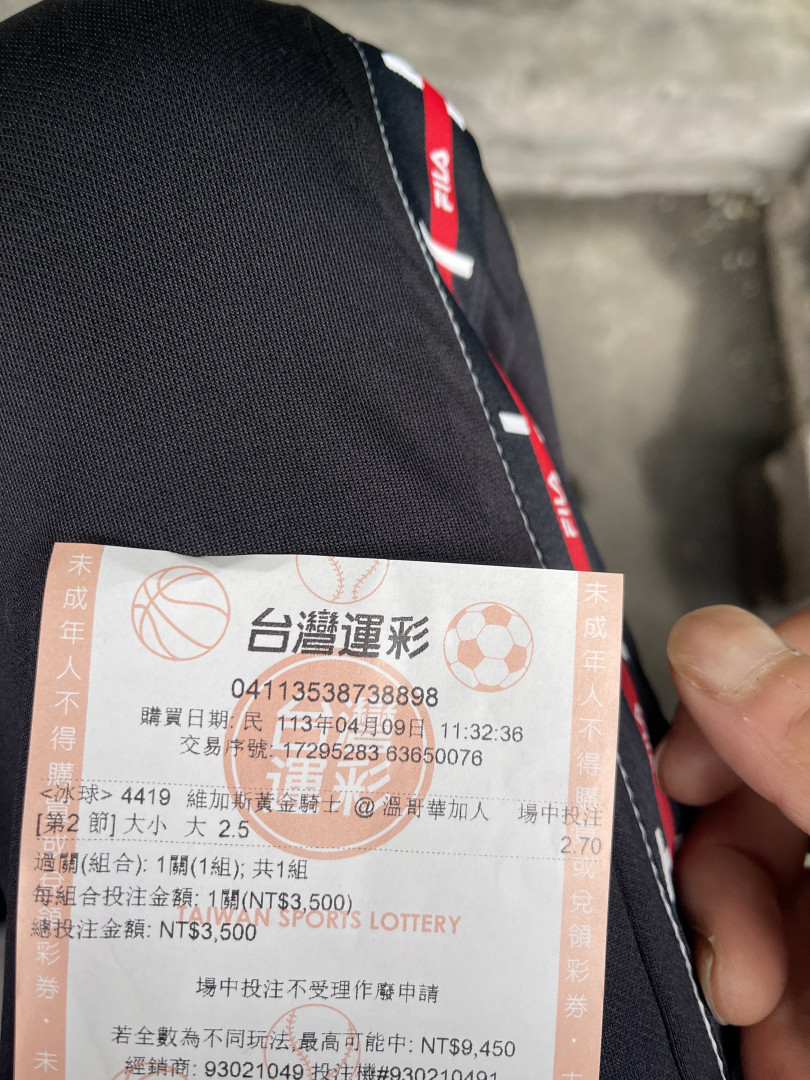 FILA
FILA
台灣運彩
04113538738898
購買日期: 民 113年04月09日 11:32:36
交易序號: 17295283 63650076
<冰球> 4419 維加斯黃金騎士 @ 溫哥華加人 場中投注
[第2 節] 大小 大 2.5 2.70
過關(組合): 1關(1組); 共1組
每組合投注金額: 1關(NT$3,500)
總投注金額: NT$3,500
TAIWAN SPORTS LOTTERY
場中投注不受理作廢申請
若全數為不同玩法,最高可能中: NT$9,450
經銷商: 93021049 投注機#930210491
台灣運彩
未成年人不得購買或兌領彩券・未
未成年人不得購買或兌領彩券・未